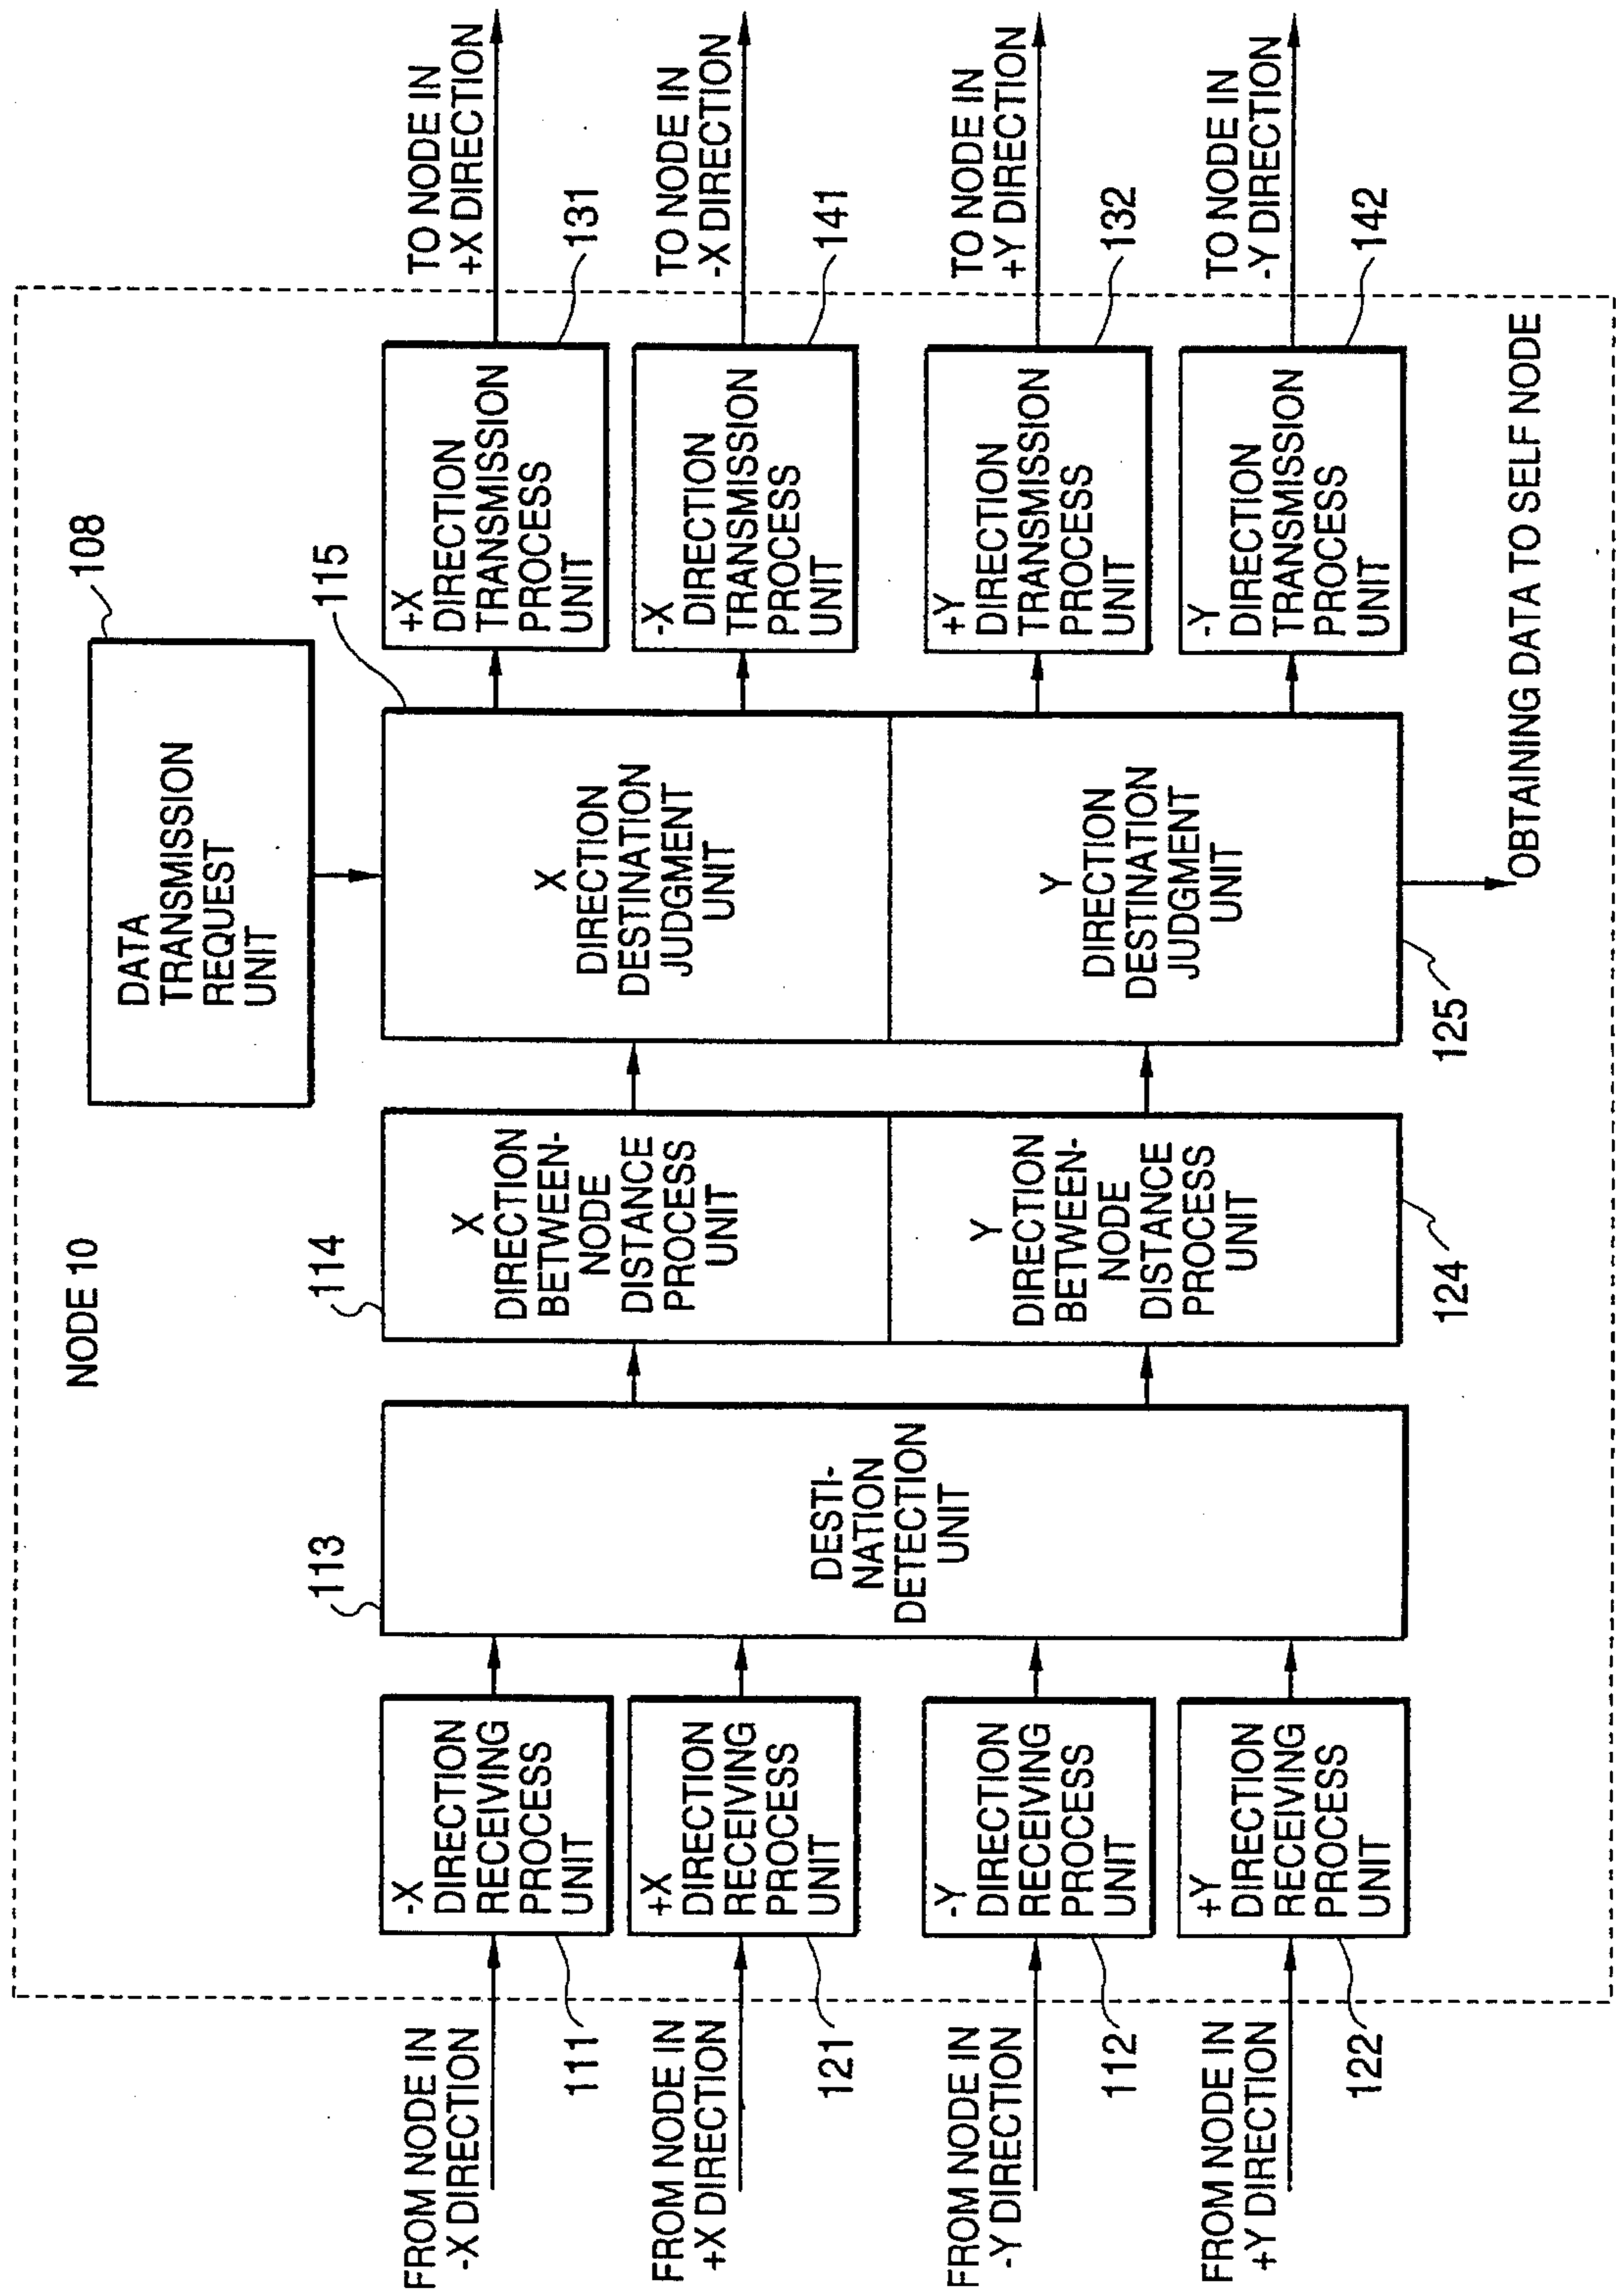 NODE 10
108
DATA
TRANSMISSION
REQUEST
UNIT
FROM NODE IN
-X DIRECTION
111
-X
DIRECTION
RECEIVING
PROCESS
UNIT
FROM NODE IN
+X DIRECTION
121
+X
DIRECTION
RECEIVING
PROCESS
UNIT
FROM NODE IN
-Y DIRECTION
112
-Y
DIRECTION
RECEIVING
PROCESS
UNIT
FROM NODE IN
+Y DIRECTION
122
+Y
DIRECTION
RECEIVING
PROCESS
UNIT
113
DESTI-
NATION
DETECTION
UNIT
114
X
DIRECTION
BETWEEN-
NODE
DISTANCE
PROCESS
UNIT
Y
DIRECTION
BETWEEN-
NODE
DISTANCE
PROCESS
UNIT
124
115
X
DIRECTION
DESTINATION
JUDGMENT
UNIT
Y
DIRECTION
DESTINATION
JUDGMENT
UNIT
125
+X
DIRECTION
TRANSMISSION
PROCESS
UNIT
131
TO NODE IN
+X DIRECTION
-X
DIRECTION
TRANSMISSION
PROCESS
UNIT
141
TO NODE IN
-X DIRECTION
+Y
DIRECTION
TRANSMISSION
PROCESS
UNIT
132
TO NODE IN
+Y DIRECTION
-Y
DIRECTION
TRANSMISSION
PROCESS
UNIT
142
TO NODE IN
-Y DIRECTION
OBTAINING DATA TO SELF NODE